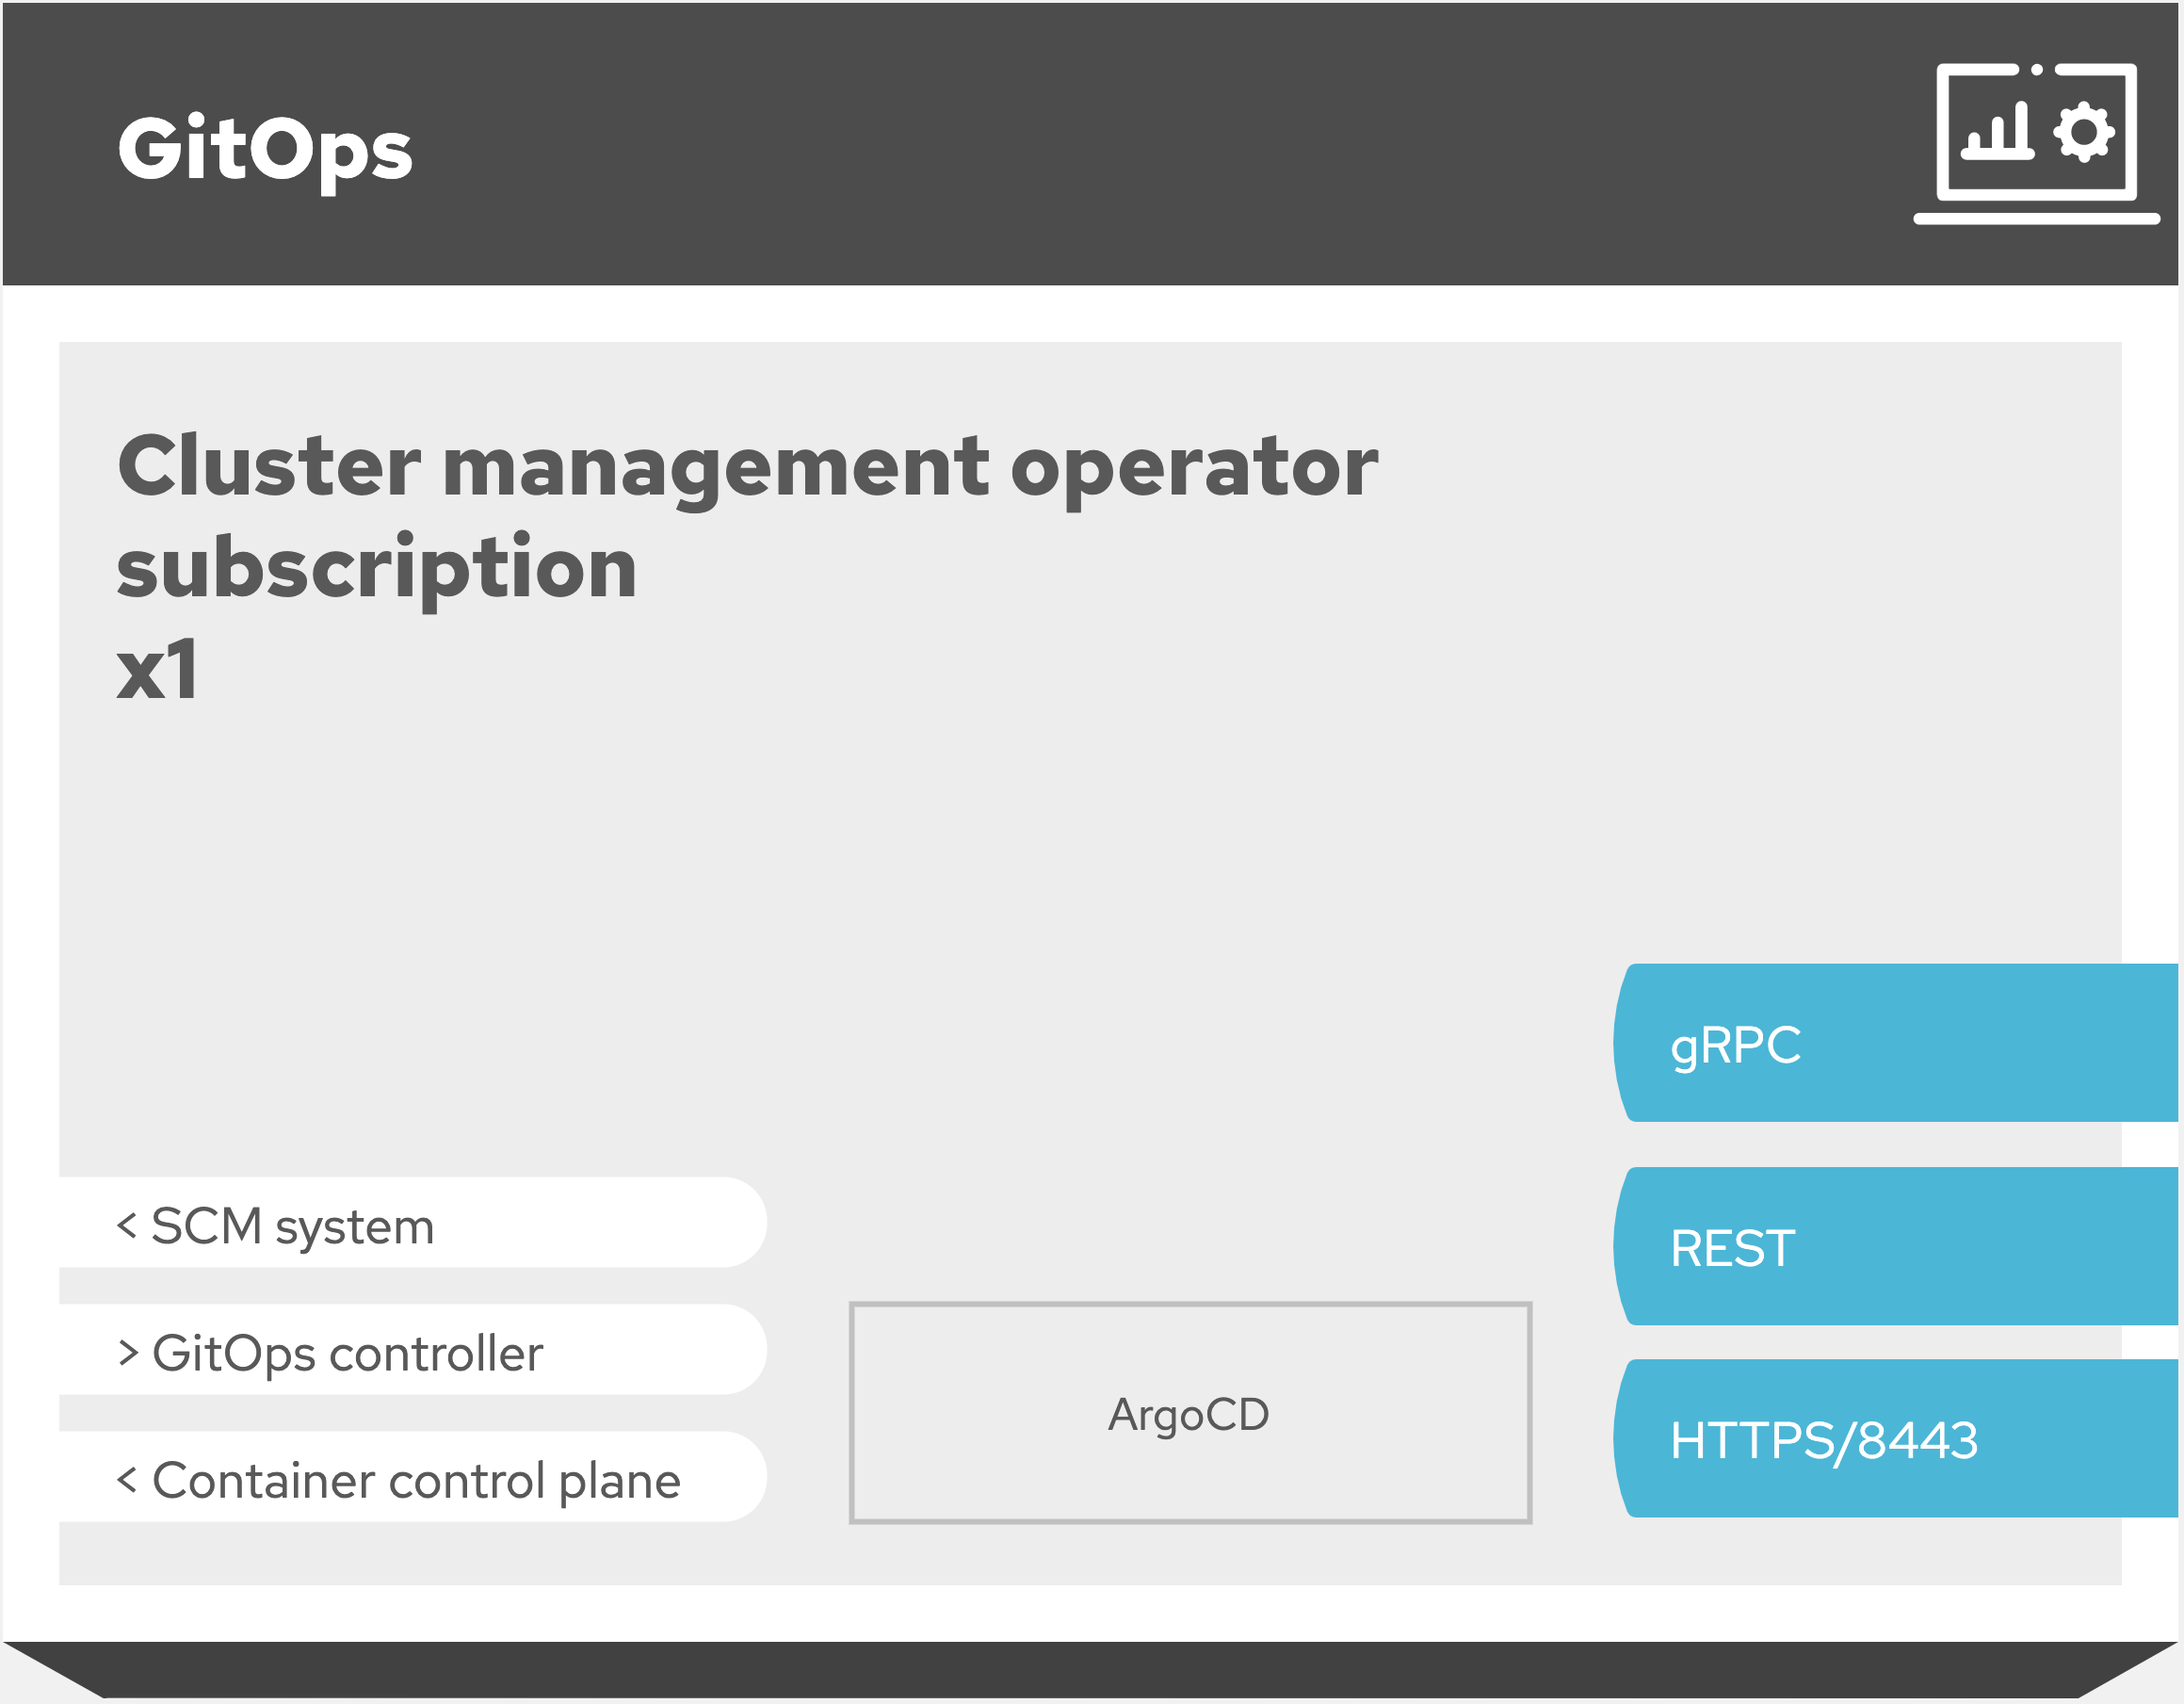 GitOps
Cluster management operator
subscription
x1
gRPC
< SCM system
REST
> GitOps controller
ArgoCD
HTTPS/8443
< Container control plane